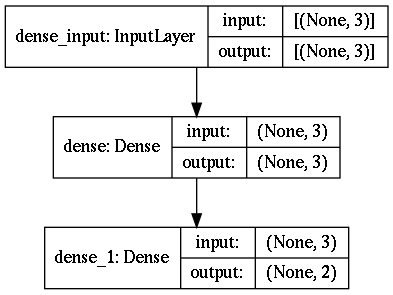 dense_input: InputLayer
input: [(None, 3)]
output: [(None, 3)]
dense: Dense
input: (None, 3)
output: (None, 3)
dense_1: Dense
input: (None, 3)
output: (None, 2)